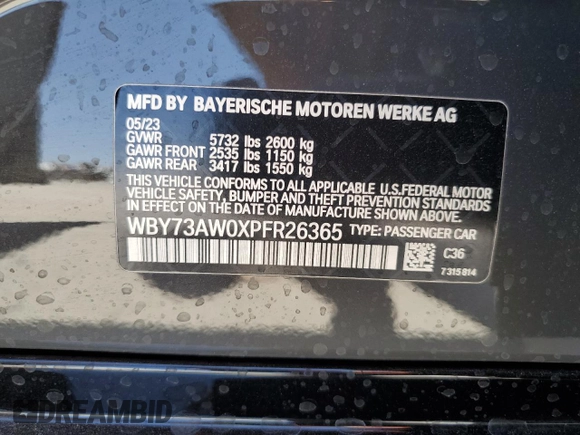 MFD BY BAYERISCHE MOTOREN WERKE AG
05/23
GVWR 5732 lbs 2600 kg
GAWR FRONT 2535 lbs 1150 kg
GAWR REAR 3417 lbs 1550 kg
THIS VEHICLE CONFORMS TO ALL APPLICABLE U.S.FEDERAL MOTOR
VEHICLE SAFETY, BUMPER AND THEFT PREVENTION STANDARDS
IN EFFECT ON THE DATE OF MANUFACTURE SHOWN ABOVE.
WBY73AW0XPFR26365 TYPE: PASSENGER CAR
C36
7315814
DREAMBID